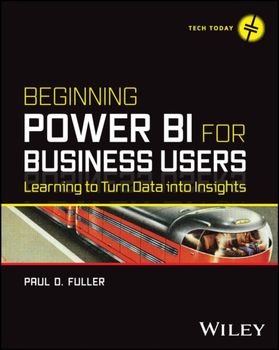 TECH TODAY
BEGINNING
POWER BI FOR
BUSINESS USERS
Learning to Turn Data into Insights
PAUL D. FULLER
WILEY